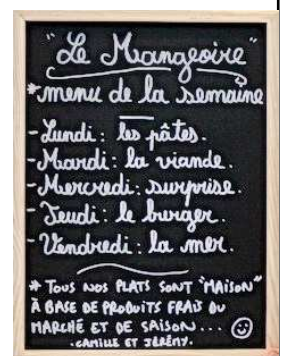 "Le Mangeoire"
*menu de la semaine
- Lundi : les pâtes.
- Mardi : la viande.
- Mercredi : surprise.
- Jeudi : le burger.
- Vendredi : la mer.
* TOUS NOS PLATS SONT "MAISON"
À BASE DE PRODUITS FRAIS DU
MARCHÉ ET DE SAISON... ☺
. CAMILLE ET JÉRÉMY.